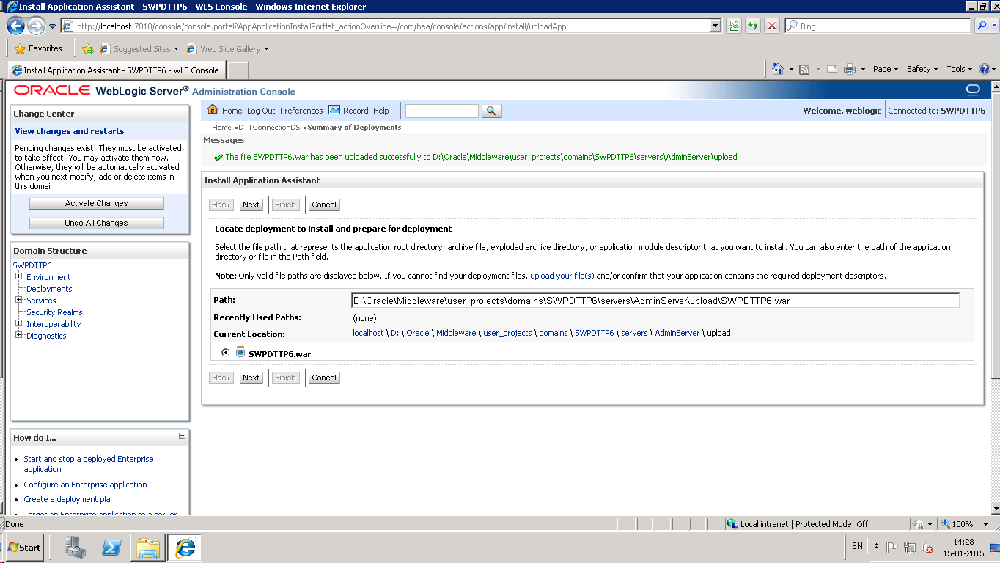 Install Application Assistant - SWPDTTP6 - WLS Console - Windows Internet Explorer
http://localhost:7010/console/console.portal?AppApplicationInstallPortlet_actionOverride=/com/bea/console/actions/app/install/uploadApp
Bing
Favorites Suggested Sites Web Slice Gallery
Install Application Assistant - SWPDTTP6 - WLS Console
Page Safety Tools
ORACLE WebLogic Server® Administration Console
Change Center
View changes and restarts
Pending changes exist. They must be activated
to take effect. You may activate them now.
Otherwise, they will be automatically activated
when you next modify, add or delete items in
this domain.
Activate Changes
Undo All Changes
Domain Structure
SWPDTTP6
Environment
Deployments
Services
Security Realms
Interoperability
Diagnostics
How do I...
Start and stop a deployed Enterprise
application
Configure an Enterprise application
Create a deployment plan
Target an Enterprise application to a server
Home Log Out Preferences Record Help
Welcome, weblogic Connected to: SWPDTTP6
Home >DTTConnectionDS >Summary of Deployments
Messages
The file SWPDTTP6.war has been uploaded successfully to D:\Oracle\Middleware\user_projects\domains\SWPDTTP6\servers\AdminServer\upload
Install Application Assistant
Back Next Finish Cancel
Locate deployment to install and prepare for deployment
Select the file path that represents the application root directory, archive file, exploded archive directory, or application module descriptor that you want to install. You can also enter the path of the application
directory or file in the Path field.
Note: Only valid file paths are displayed below. If you cannot find your deployment files, upload your file(s) and/or confirm that your application contains the required deployment descriptors.
Path: D:\Oracle\Middleware\user_projects\domains\SWPDTTP6\servers\AdminServer\upload\SWPDTTP6.war
Recently Used Paths: (none)
Current Location: localhost \ D: \ Oracle \ Middleware \ user_projects \ domains \ SWPDTTP6 \ servers \ AdminServer \ upload
SWPDTTP6.war
Back Next Finish Cancel
Done
Local intranet | Protected Mode: Off
100%
Start
EN
14:28
15-01-2015